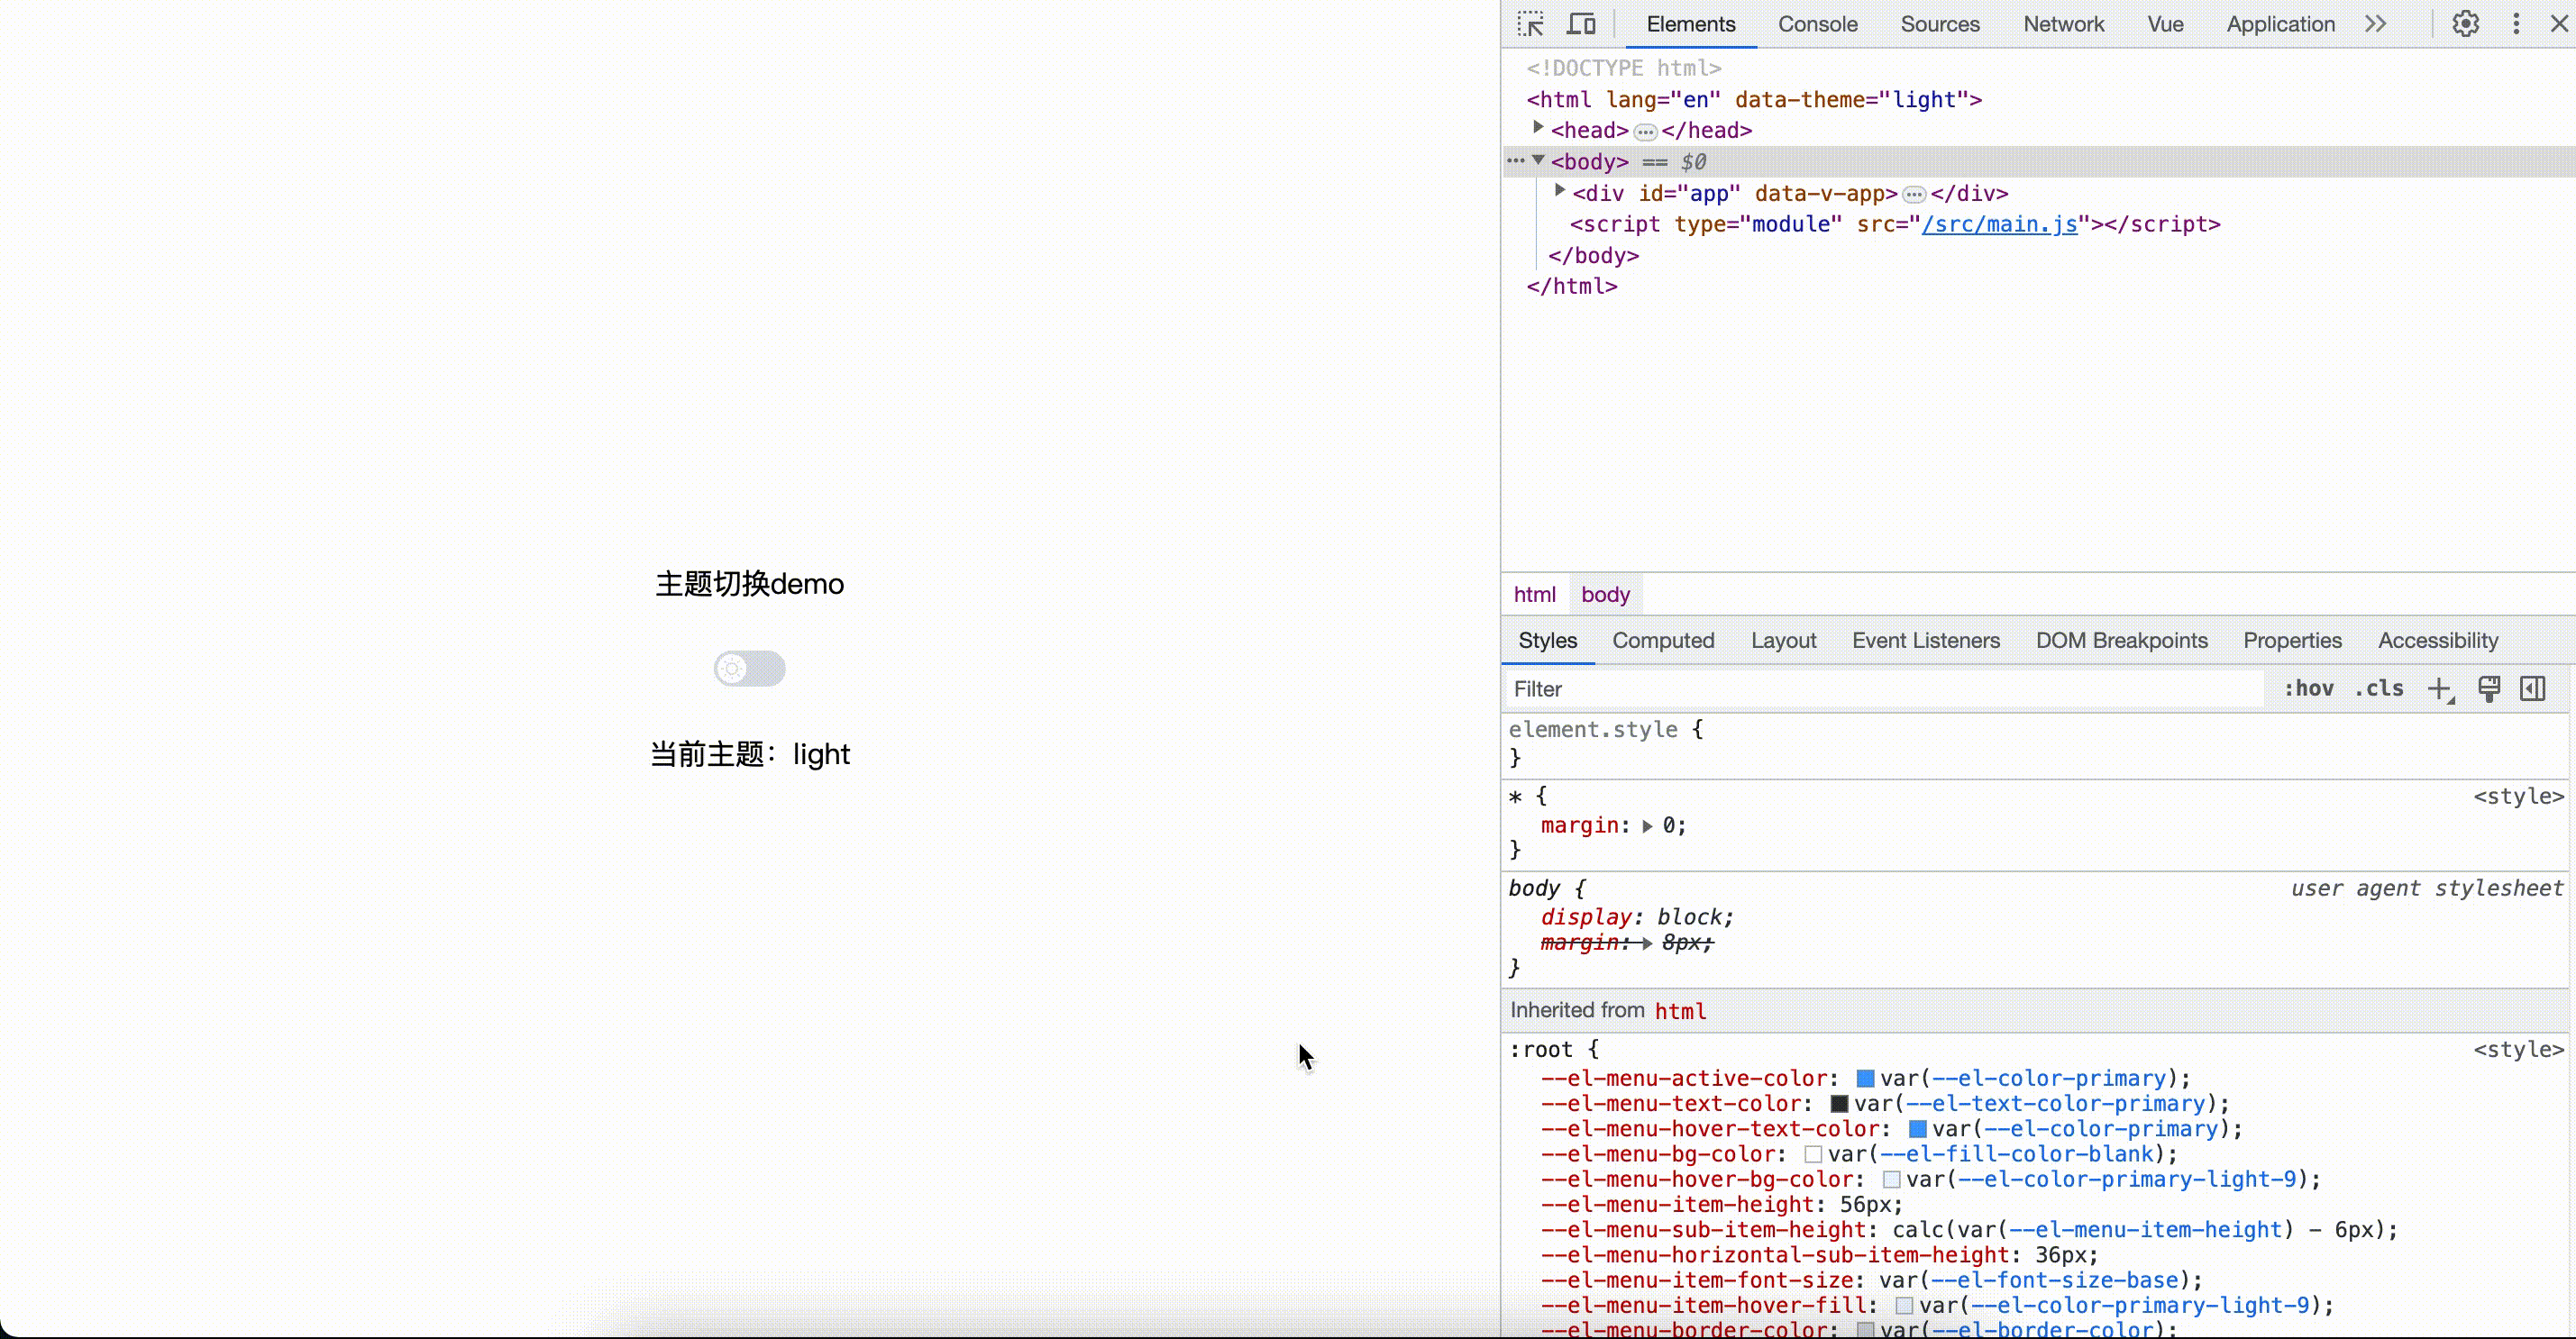 主题切换demo
当前主题：light
Elements Console Sources Network Vue Application
<!DOCTYPE html>
<html lang="en" data-theme="light">
<head>…</head>
… <body> == $0
<div id="app" data-v-app>…</div>
<script type="module" src="/src/main.js"></script>
</body>
</html>
html body
Styles Computed Layout Event Listeners DOM Breakpoints Properties Accessibility
Filter :hov .cls
element.style {
}
* { <style>
margin: 0;
}
body { user agent stylesheet
display: block;
margin: 8px;
}
Inherited from html
:root { <style>
--el-menu-active-color: var(--el-color-primary);
--el-menu-text-color: var(--el-text-color-primary);
--el-menu-hover-text-color: var(--el-color-primary);
--el-menu-bg-color: var(--el-fill-color-blank);
--el-menu-hover-bg-color: var(--el-color-primary-light-9);
--el-menu-item-height: 56px;
--el-menu-sub-item-height: calc(var(--el-menu-item-height) - 6px);
--el-menu-horizontal-sub-item-height: 36px;
--el-menu-item-font-size: var(--el-font-size-base);
--el-menu-item-hover-fill: var(--el-color-primary-light-9);
--el-menu-border-color: var(--el-border-color);